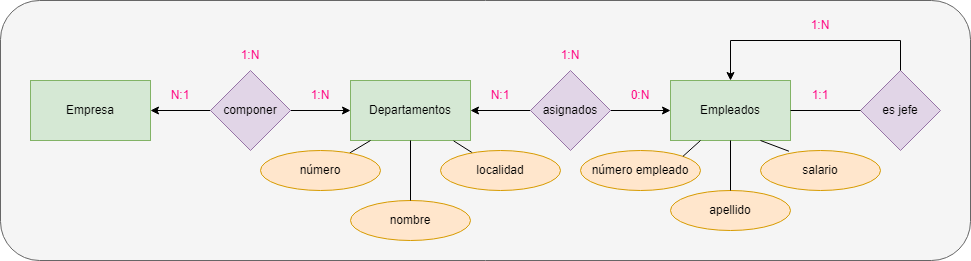 1:N
1:N
1:N
Empresa
N:1
componer
1:N
Departamentos
N:1
asignados
0:N
Empleados
1:1
es jefe
número
localidad
número empleado
salario
nombre
apellido